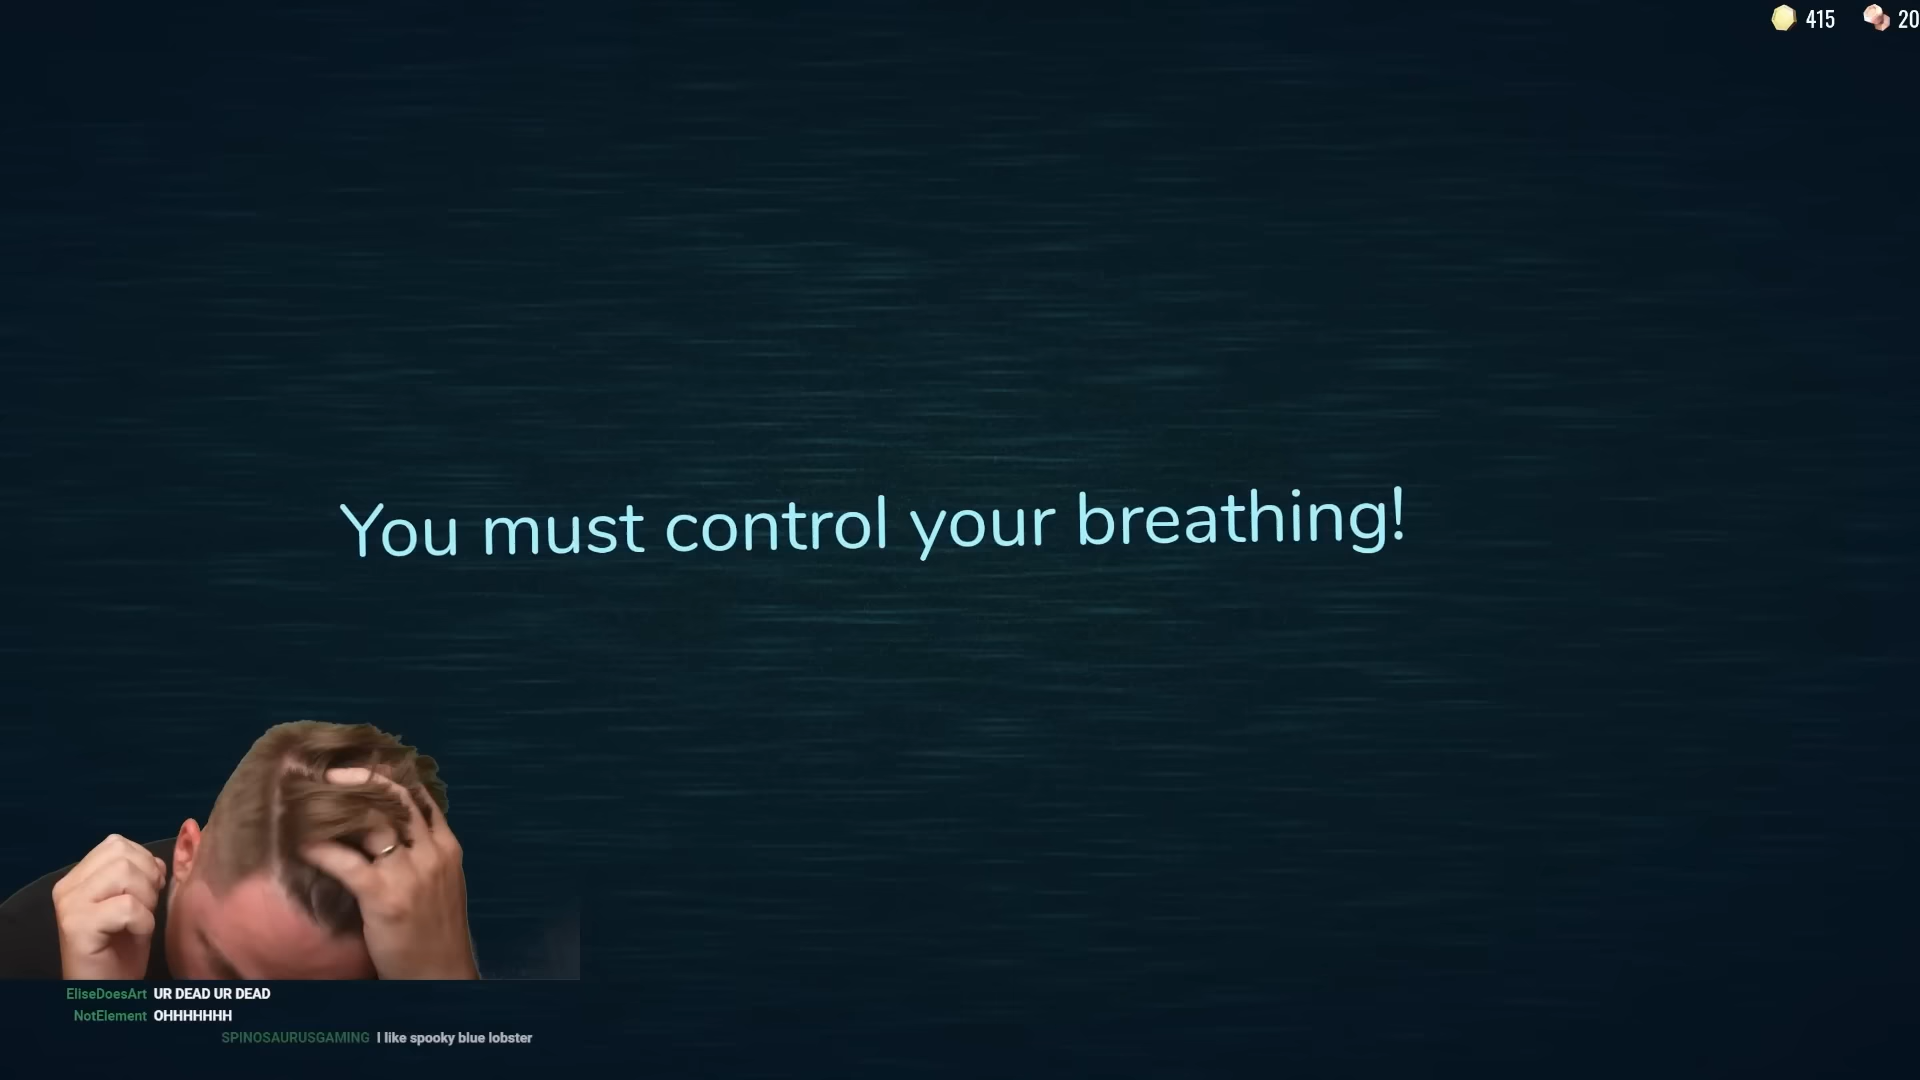 415 20
You must control your breathing!
EliseDoesArt UR DEAD UR DEAD
NotElement OHHHHHHH
SPINOSAURUSGAMING I like spooky blue lobster